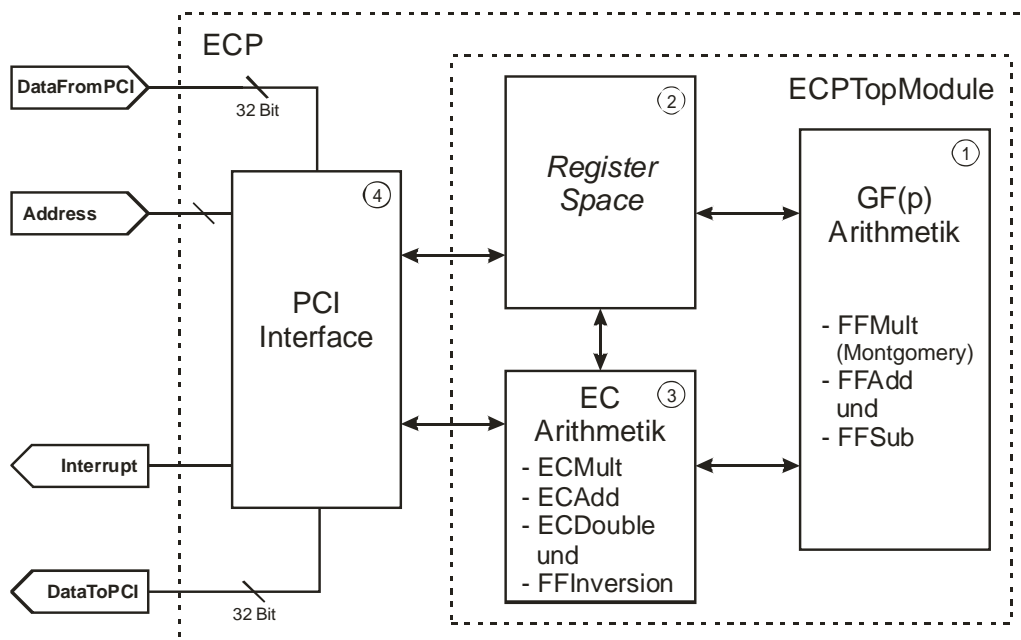 ECP
DataFromPCI
32 Bit
Address
4
PCI
Interface
Interrupt
DataToPCI
32 Bit
ECPTopModule
2
Register
Space
1
GF(p)
Arithmetik
- FFMult
(Montgomery)
- FFAdd
und
- FFSub
3
EC
Arithmetik
- ECMult
- ECAdd
- ECDouble
und
- FFInversion